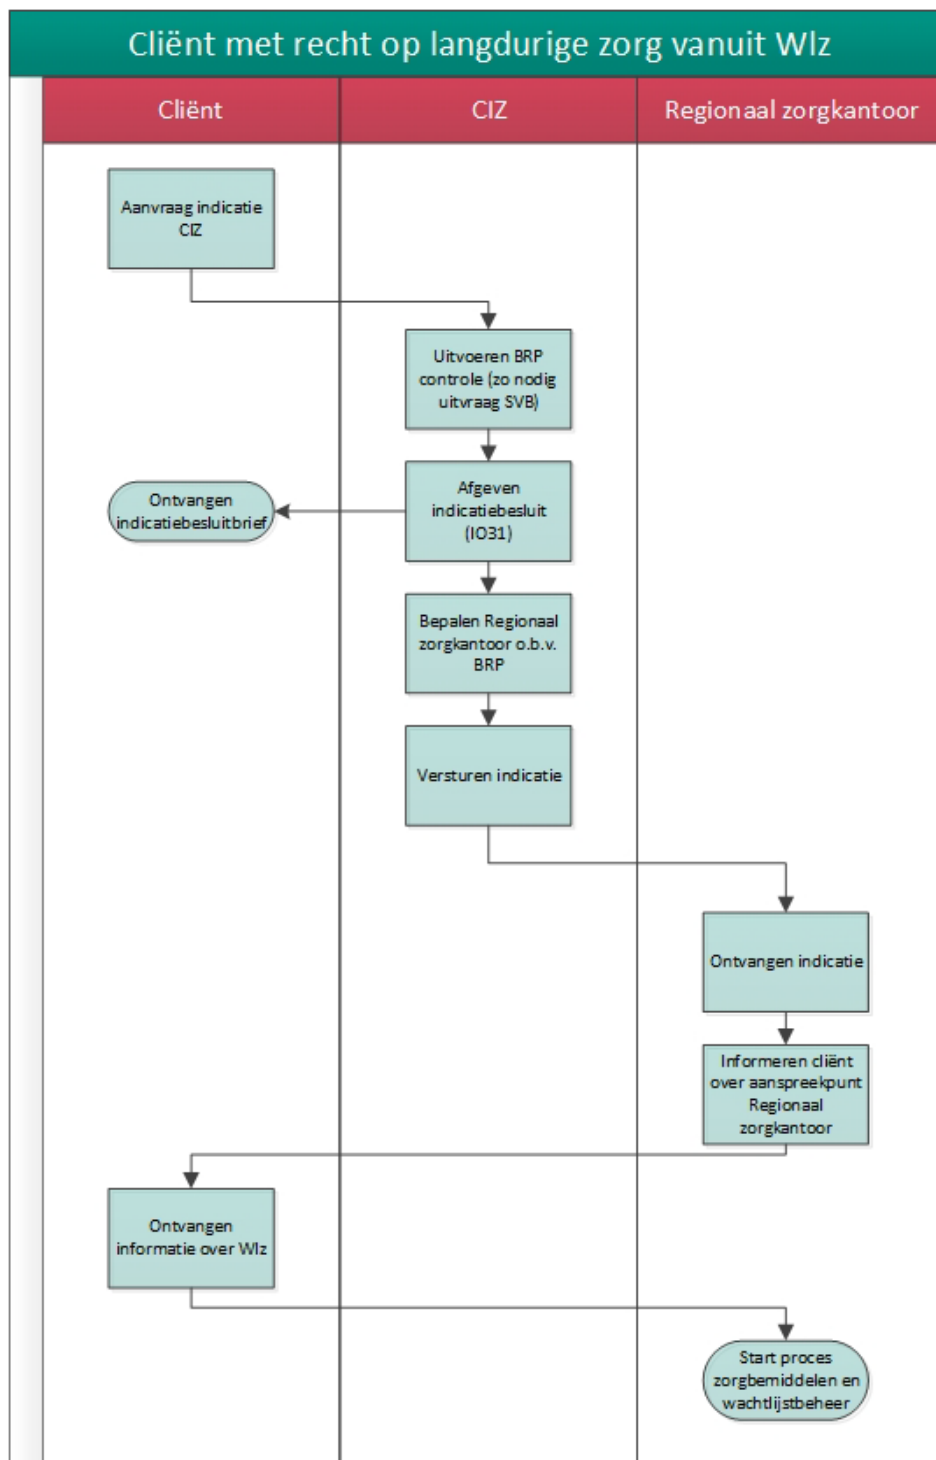 Cliënt met recht op langdurige zorg vanuit Wlz
Cliënt
CIZ
Regionaal zorgkantoor
Aanvraag indicatie
CIZ
Uitvoeren BRP
controle (zo nodig
uitvraag SVB)
Ontvangen
indicatiebesluitbrief
Afgeven
indicatiebesluit
(IO31)
Bepalen Regionaal
zorgkantoor o.b.v.
BRP
Versturen indicatie
Ontvangen indicatie
Informeren cliënt
over aanspreekpunt
Regionaal
zorgkantoor
Ontvangen
informatie over Wlz
Start proces
zorgbemiddelen en
wachtlijstbeheer